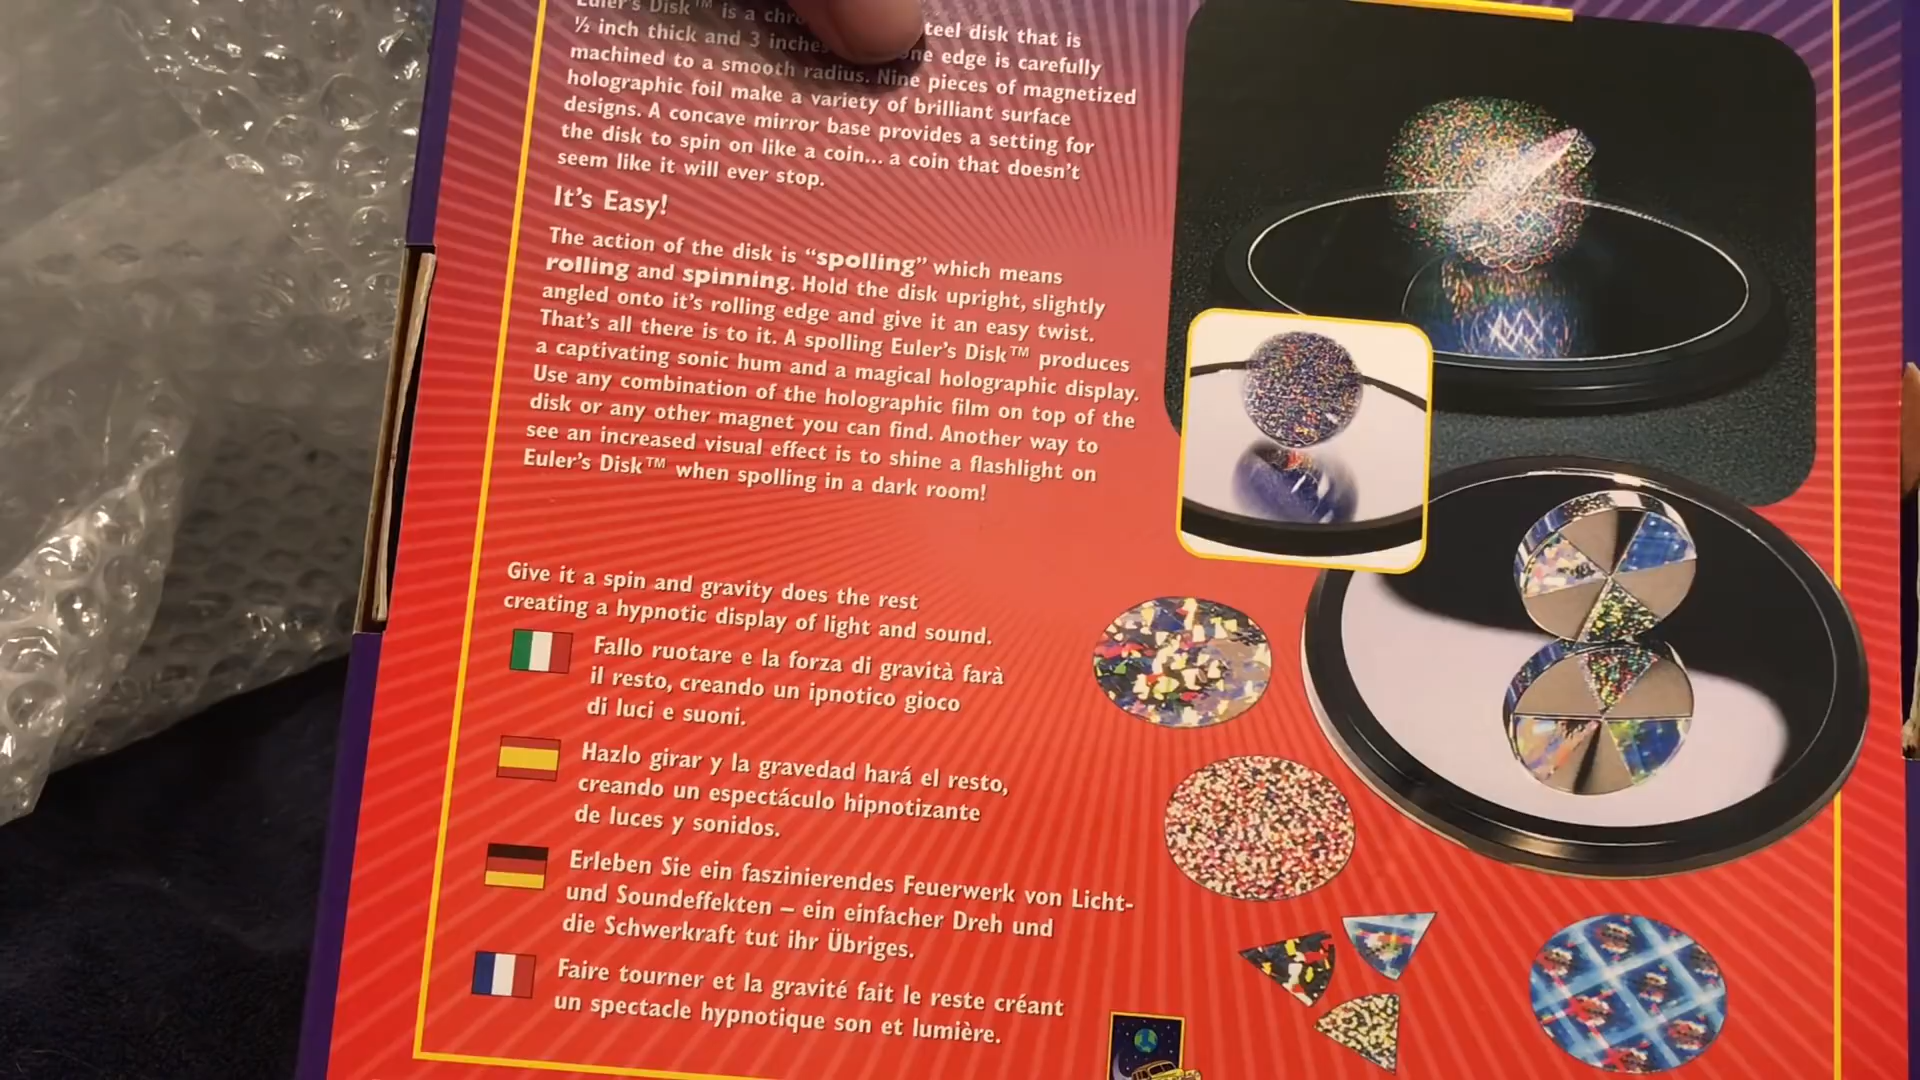 Euler's Disk™ is a
teel disk that is
½ inch thick and 3 inches
ne edge is carefully
machined to a smooth radius. Nine pieces of magnetized
holographic foil make a variety of brilliant surface
designs. A concave mirror base provides a setting for
the disk to spin on like a coin... a coin that doesn't
seem like it will ever stop.
It's Easy!
The action of the disk is “spolling” which means
rolling and spinning. Hold the disk upright, slightly
angled onto it's rolling edge and give it an easy twist.
That's all there is to it. A spolling Euler's Disk™ produces
a captivating sonic hum and a magical holographic display.
Use any combination of the holographic film on top of the
disk or any other magnet you can find. Another way to
see an increased visual effect is to shine a flashlight on
Euler's Disk™ when spolling in a dark room!
Give it a spin and gravity does the rest
creating a hypnotic display of light and sound.
Fallo ruotare e la forza di gravità farà
il resto, creando un ipnotico gioco
di luci e suoni.
Hazlo girar y la gravedad hará el resto,
creando un espectáculo hipnotizante
de luces y sonidos.
Erleben Sie ein faszinierendes Feuerwerk von Licht-
und Soundeffekten – ein einfacher Dreh und
die Schwerkraft tut ihr Übriges.
Faire tourner et la gravité fait le reste créant
un spectacle hypnotique son et lumière.